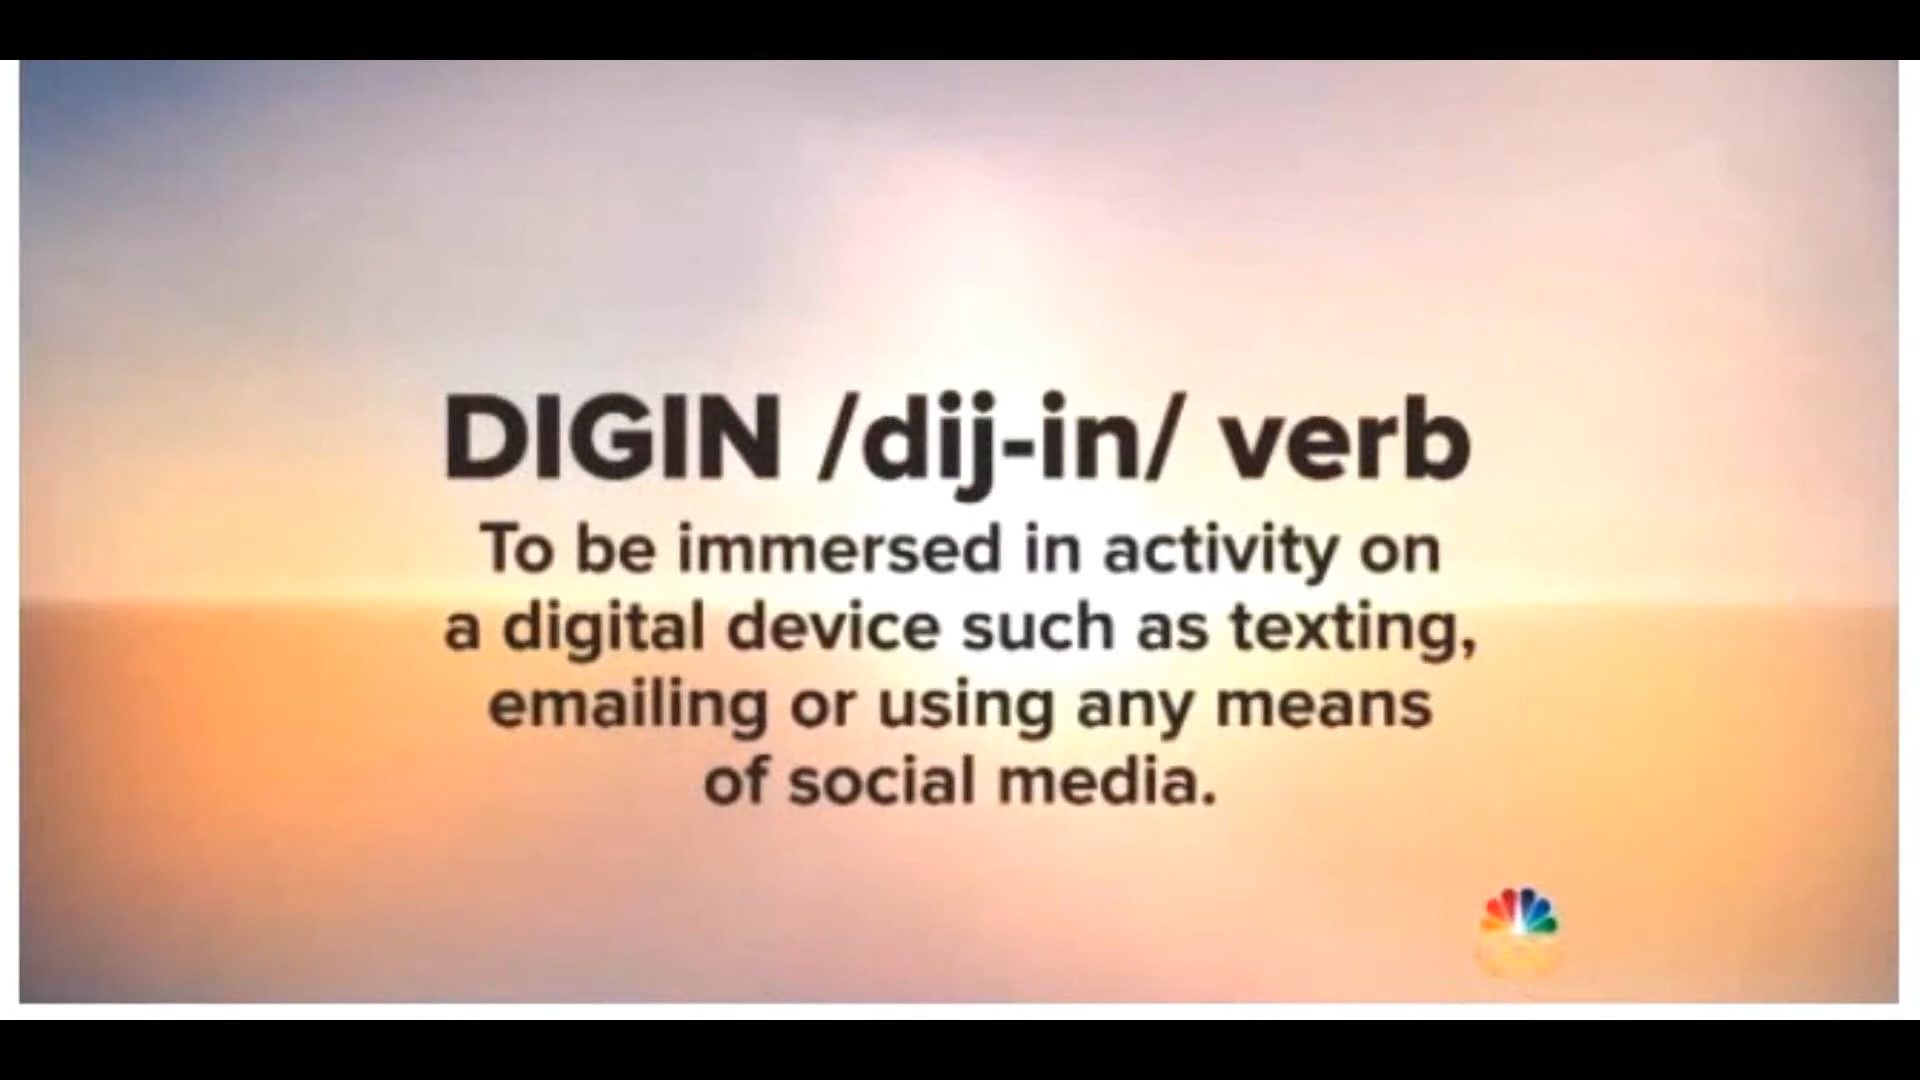 DIGIN /dij-in/ verb
To be immersed in activity on
a digital device such as texting,
emailing or using any means
of social media.